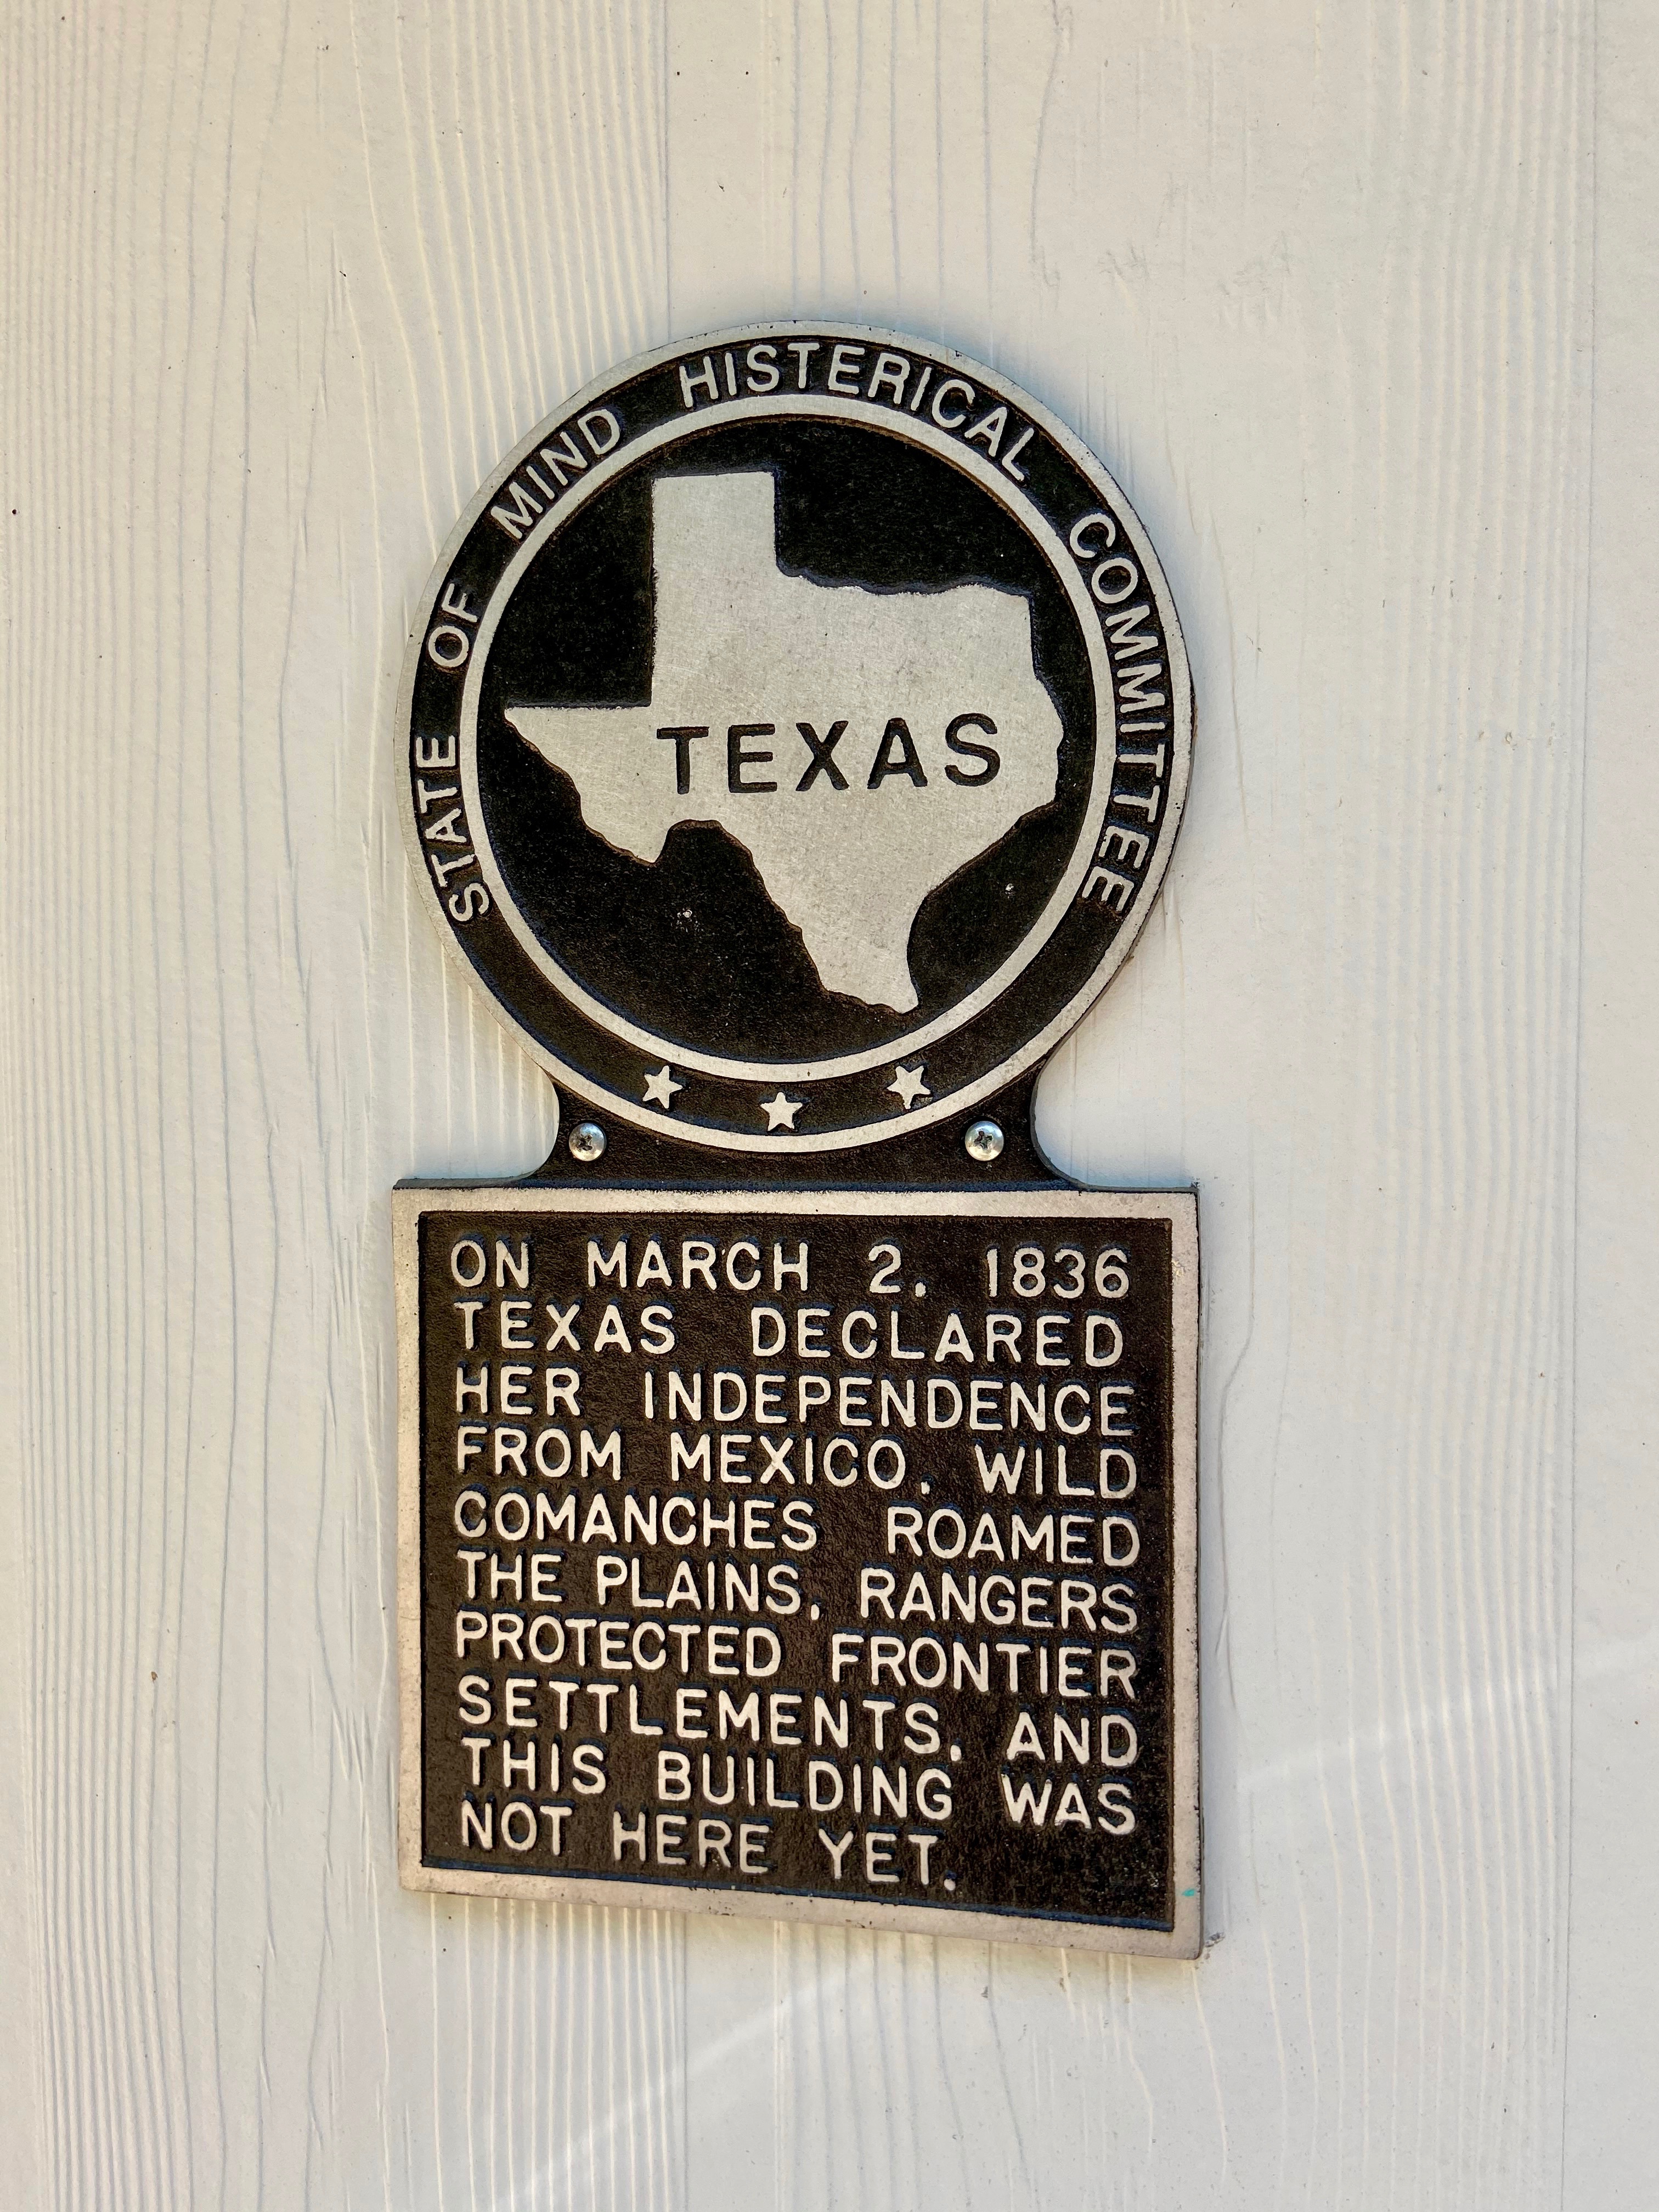 STATE OF MIND HISTERICAL COMMITTEE
TEXAS
ON MARCH 2, 1836
TEXAS DECLARED
HER INDEPENDENCE
FROM MEXICO, WILD
COMANCHES ROAMED
THE PLAINS, RANGERS
PROTECTED FRONTIER
SETTLEMENTS, AND
THIS BUILDING WAS
NOT HERE YET.